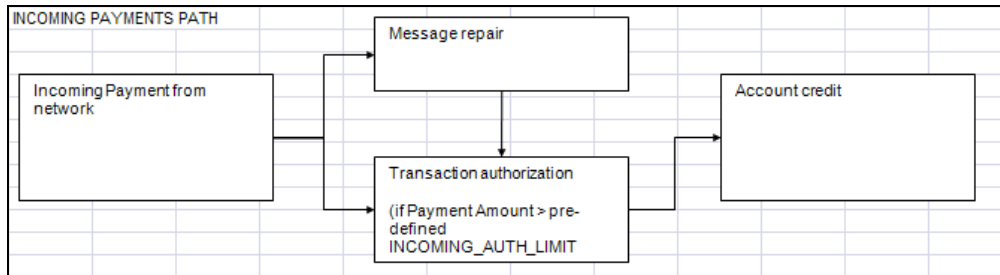 INCOMING PAYMENTS PATH
Message repair
Incoming Payment from
network
Account credit
Transaction authorization
(if Payment Amount > pre-
defined
INCOMING_AUTH_LIMIT